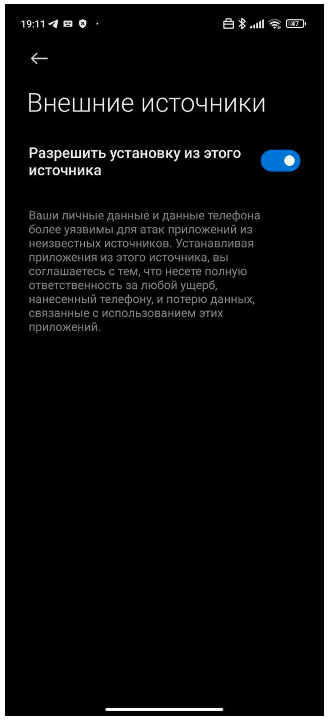 19:11
47
Внешние источники
Разрешить установку из этого
источника
Ваши личные данные и данные телефона
более уязвимы для атак приложений из
неизвестных источников. Устанавливая
приложения из этого источника, вы
соглашаетесь с тем, что несете полную
ответственность за любой ущерб,
нанесенный телефону, и потерю данных,
связанные с использованием этих
приложений.